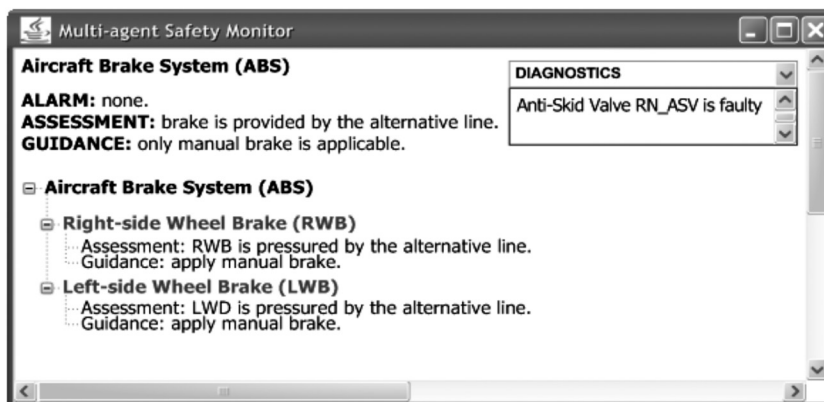 Multi-agent Safety Monitor
Aircraft Brake System (ABS)
DIAGNOSTICS
Anti-Skid Valve RN_ASV is faulty
ALARM: none.
ASSESSMENT: brake is provided by the alternative line.
GUIDANCE: only manual brake is applicable.
Aircraft Brake System (ABS)
Right-side Wheel Brake (RWB)
Assessment: RWB is pressured by the alternative line.
Guidance: apply manual brake.
Left-side Wheel Brake (LWB)
Assessment: LWD is pressured by the alternative line.
Guidance: apply manual brake.